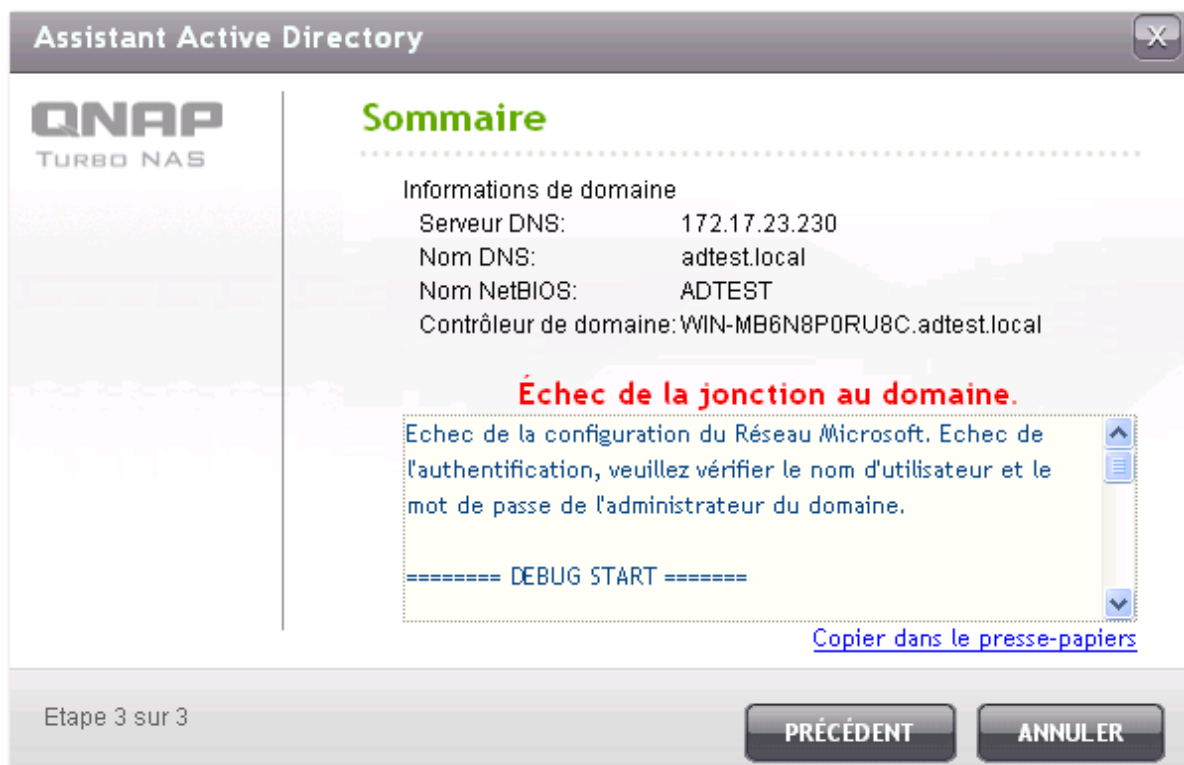 Assistant Active Directory
X
QNAP
TURBO NAS
Sommaire
Informations de domaine
Serveur DNS: 172.17.23.230
Nom DNS: adtest.local
Nom NetBIOS: ADTEST
Contrôleur de domaine: WIN-MB6N8P0RU8C.adtest.local
Échec de la jonction au domaine.
Echec de la configuration du Réseau Microsoft. Echec de
l'authentification, veuillez vérifier le nom d'utilisateur et le
mot de passe de l'administrateur du domaine.
======== DEBUG START =======
Copier dans le presse-papiers
Etape 3 sur 3
PRÉCÉDENT
ANNULER